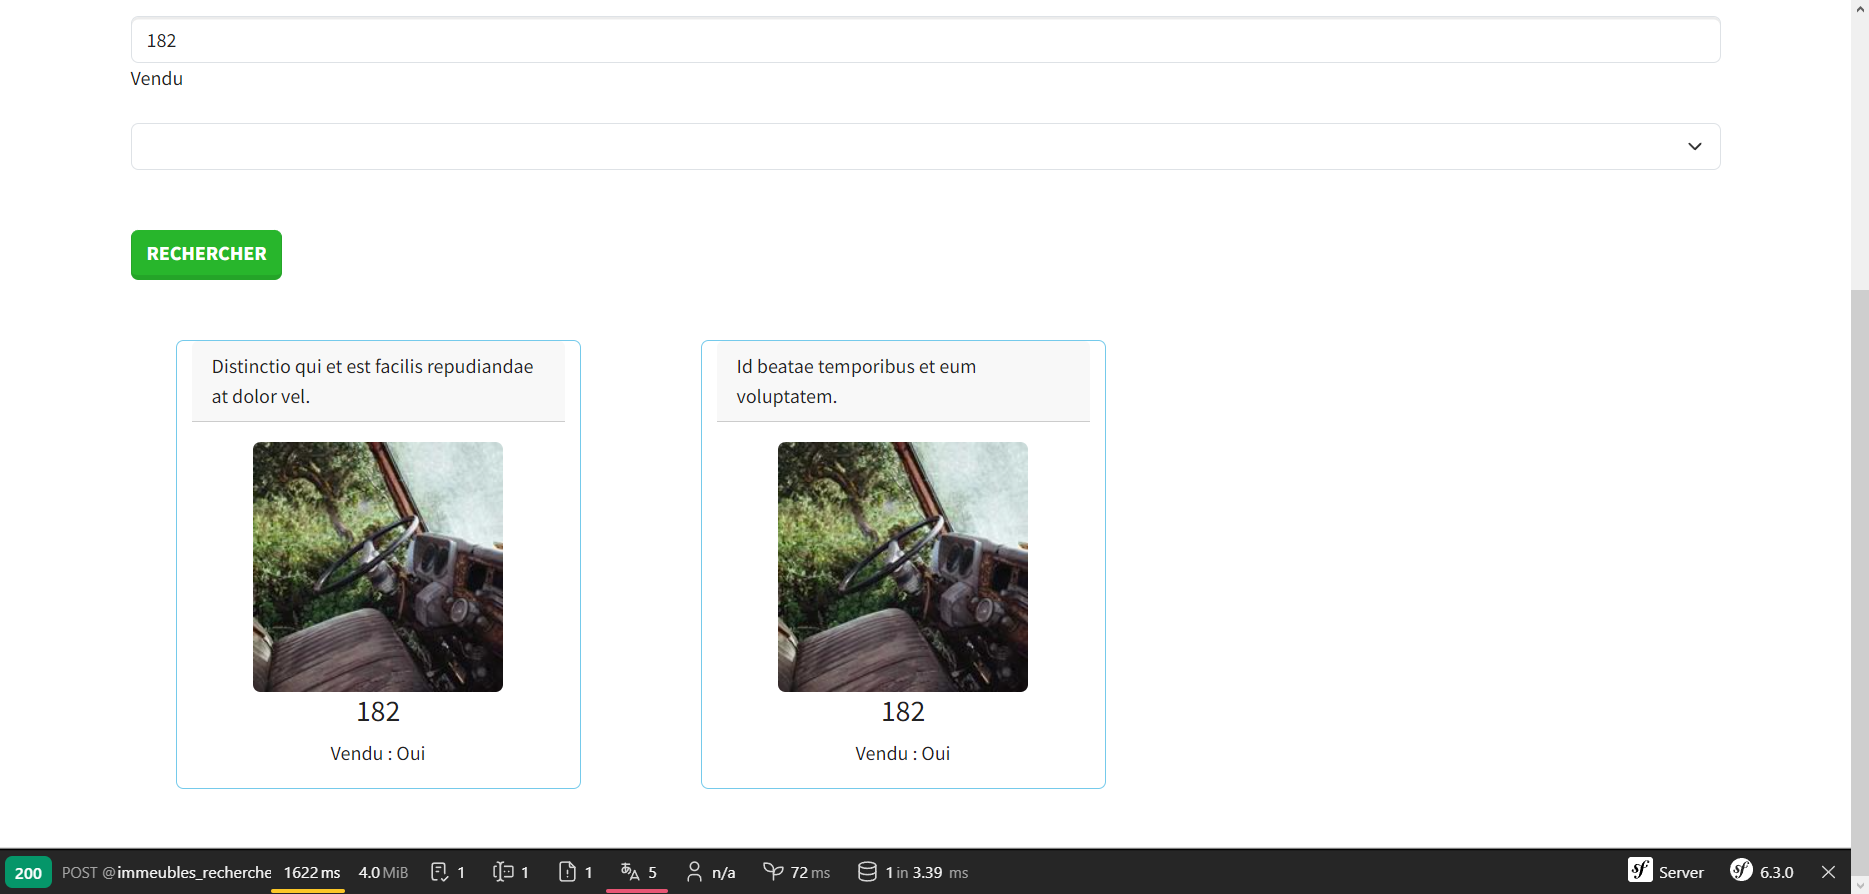 182
Vendu
RECHERCHER
Distinctio qui et est facilis repudiandae
at dolor vel.
182
Vendu : Oui
Id beatae temporibus et eum
voluptatem.
182
Vendu : Oui
200 POST @immeubles_recherche 1622 ms 4.0 MiB 1 1 1 5 n/a 72 ms 1 in 3.39 ms sf Server sf 6.3.0